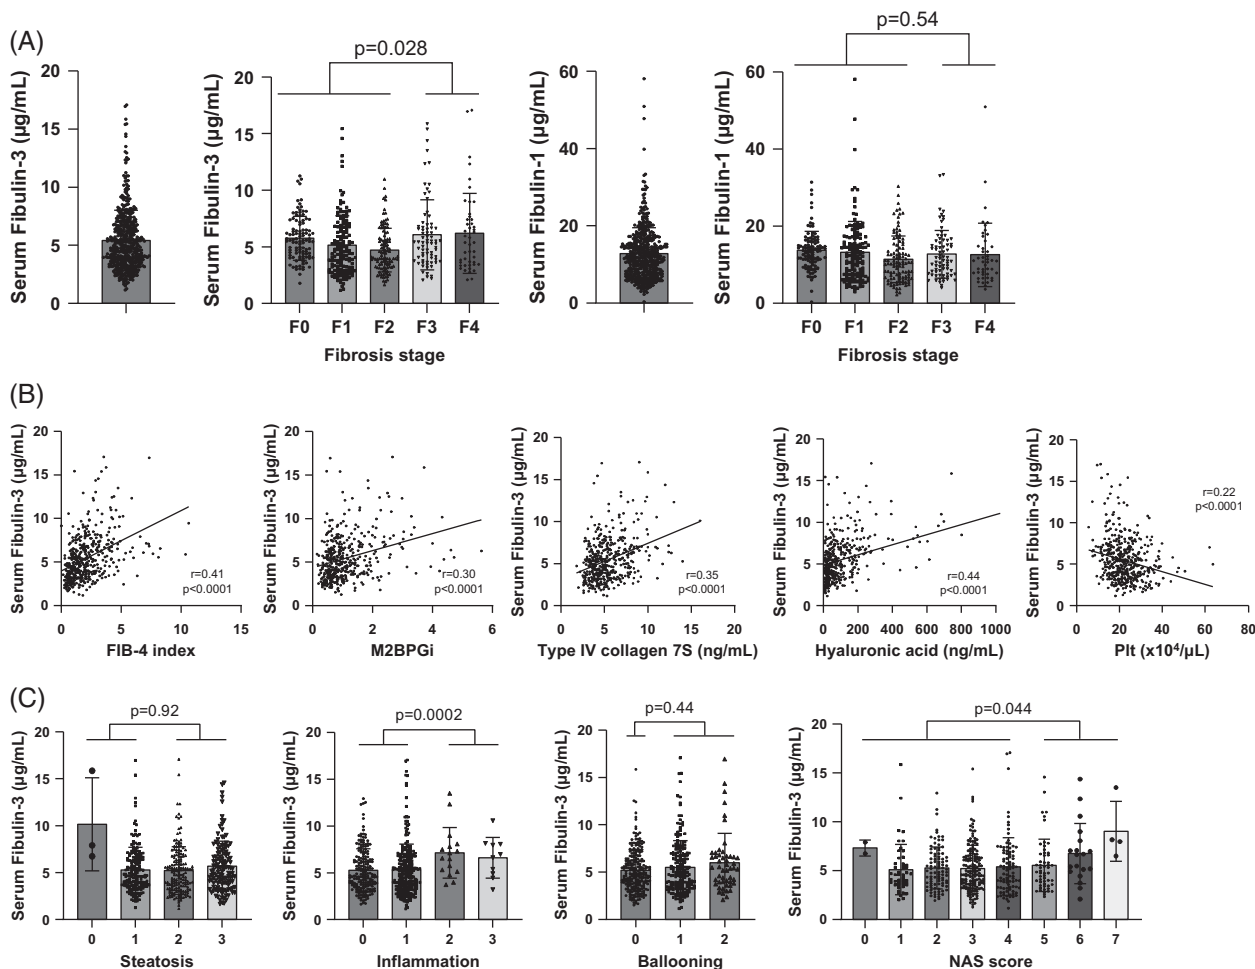 (A)
p=0.028
p=0.54
Serum Fibulin-3 (µg/mL)
20
15
10
5
0
Serum Fibulin-3 (µg/mL)
20
15
10
5
0
F0 F1 F2 F3 F4
Fibrosis stage
Serum Fibulin-1 (µg/mL)
60
40
20
0
Serum Fibulin-1 (µg/mL)
60
40
20
0
F0 F1 F2 F3 F4
Fibrosis stage
(B)
Serum Fibulin-3 (µg/mL)
20
15
10
5
0
r=0.41
p<0.0001
0 5 10 15
FIB-4 index
Serum Fibulin-3 (µg/mL)
20
15
10
5
0
r=0.30
p<0.0001
0 2 4 6
M2BPGi
Serum Fibulin-3 (µg/mL)
20
15
10
5
0
r=0.35
p<0.0001
0 5 10 15 20
Type IV collagen 7S (ng/mL)
Serum Fibulin-3 (µg/mL)
20
15
10
5
0
r=0.44
p<0.0001
0 200 400 600 800 1000
Hyaluronic acid (ng/mL)
Serum Fibulin-3 (µg/mL)
20
15
10
5
0
r=0.22
p<0.0001
0 20 40 60 80
Plt (x10⁴/µL)
(C)
p=0.92
Serum Fibulin-3 (µg/mL)
20
15
10
5
0
0 1 2 3
Steatosis
p=0.0002
Serum Fibulin-3 (µg/mL)
20
15
10
5
0
0 1 2 3
Inflammation
p=0.44
Serum Fibulin-3 (µg/mL)
20
15
10
5
0
0 1 2
Ballooning
p=0.044
Serum Fibulin-3 (µg/mL)
20
15
10
5
0
0 1 2 3 4 5 6 7
NAS score